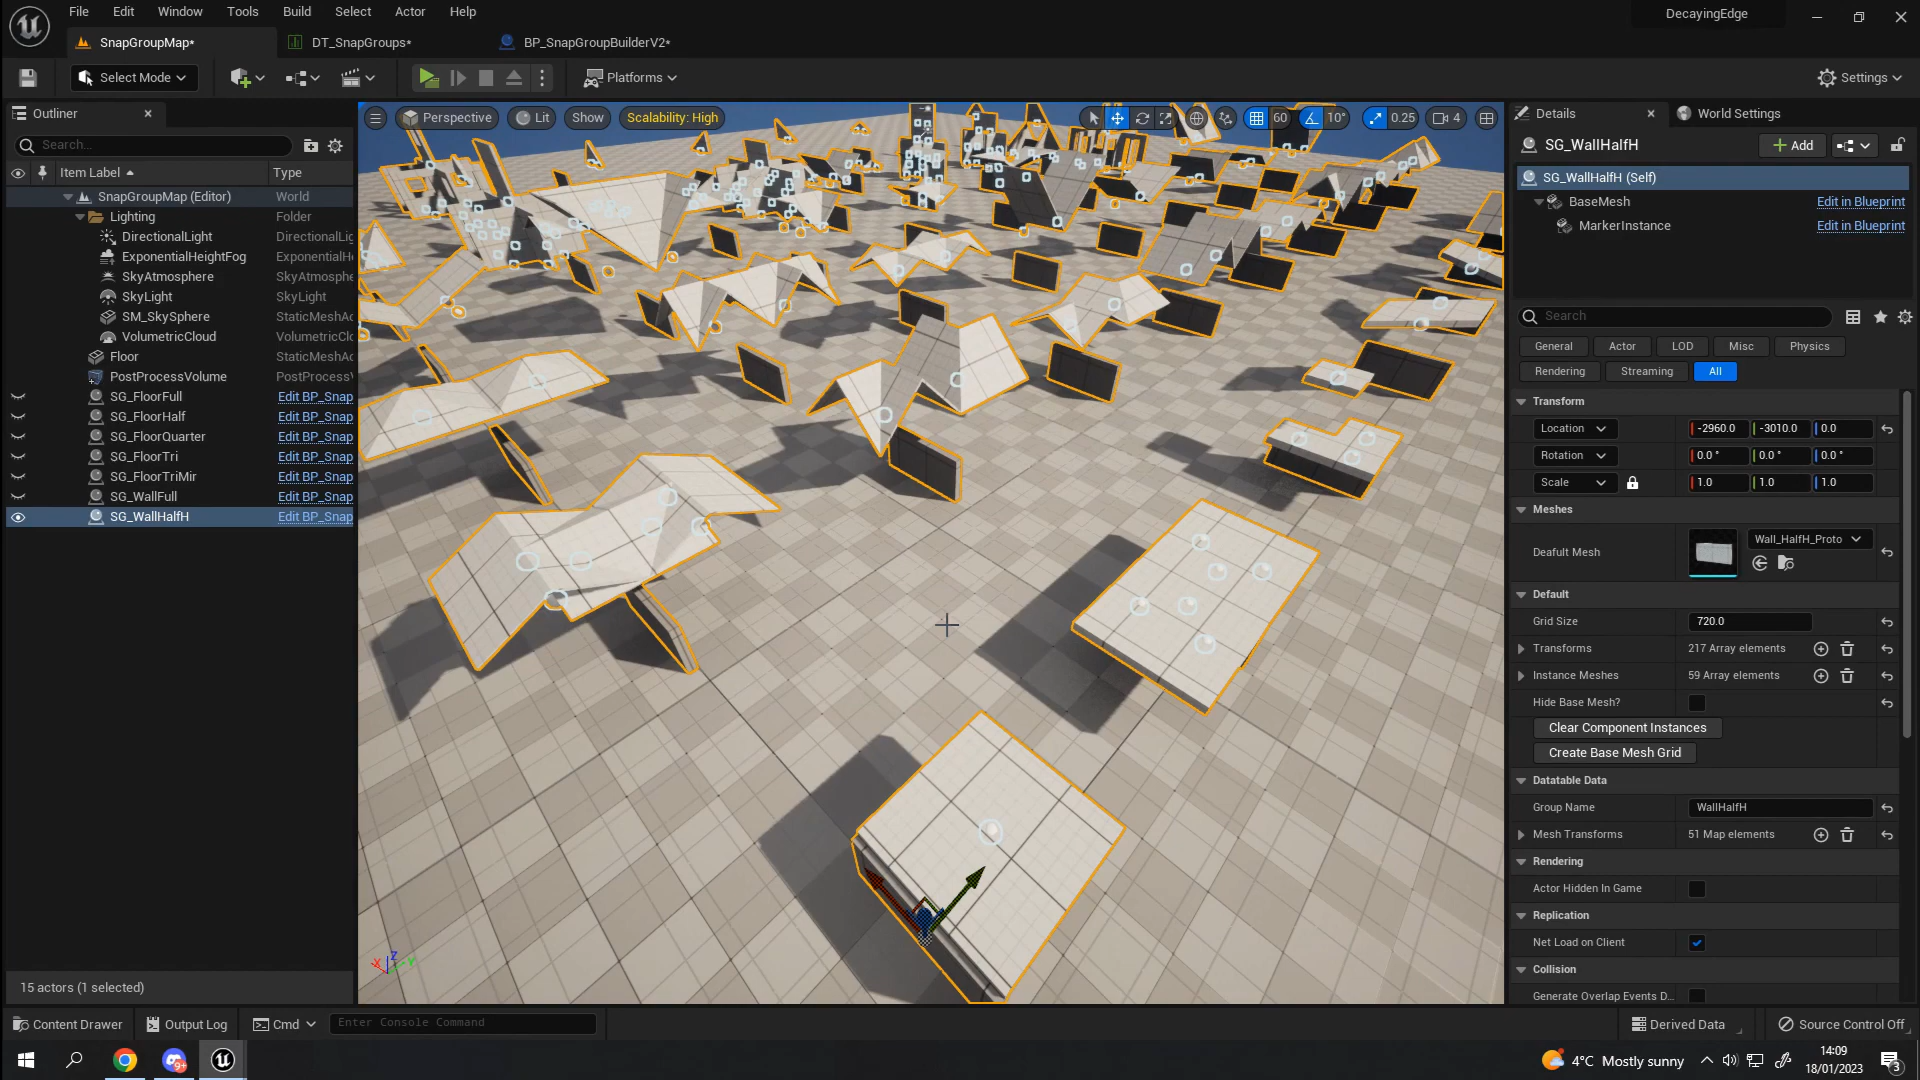 File Edit Window Tools Build Select Actor Help
DecayingEdge
SnapGroupMap*
DT_SnapGroups*
BP_SnapGroupBuilderV2*
Select Mode
Platforms
Settings
Outliner
Search...
Item Label
Type
SnapGroupMap (Editor) World
Lighting Folder
DirectionalLight DirectionalLig
ExponentialHeightFog ExponentialHe
SkyAtmosphere SkyAtmosphe
SkyLight SkyLight
SM_SkySphere StaticMeshAc
VolumetricCloud VolumetricClo
Floor StaticMeshAc
PostProcessVolume PostProcessV
SG_FloorFull Edit BP_Snap
SG_FloorHalf Edit BP_Snap
SG_FloorQuarter Edit BP_Snap
SG_FloorTri Edit BP_Snap
SG_FloorTriMir Edit BP_Snap
SG_WallFull Edit BP_Snap
SG_WallHalfH Edit BP_Snap
15 actors (1 selected)
Perspective
Lit
Show
Scalability: High
60
10°
0.25
4
X
Z
Y
Details
World Settings
SG_WallHalfH
Add
SG_WallHalfH (Self)
BaseMesh Edit in Blueprint
MarkerInstance Edit in Blueprint
Search
General Actor LOD Misc Physics
Rendering Streaming All
Transform
Location -2960.0 -3010.0 0.0
Rotation 0.0 ° 0.0 ° 0.0 °
Scale 1.0 1.0 1.0
Meshes
Deafult Mesh
Wall_HalfH_Proto
Default
Grid Size 720.0
Transforms 217 Array elements
Instance Meshes 59 Array elements
Hide Base Mesh?
Clear Component Instances
Create Base Mesh Grid
Datatable Data
Group Name WallHalfH
Mesh Transforms 51 Map elements
Rendering
Actor Hidden In Game
Replication
Net Load on Client
Collision
Generate Overlap Events D...
Content Drawer
Output Log
Cmd
Enter Console Command
Derived Data
Source Control Off
9+
4°C Mostly sunny
14:09
18/01/2023
3